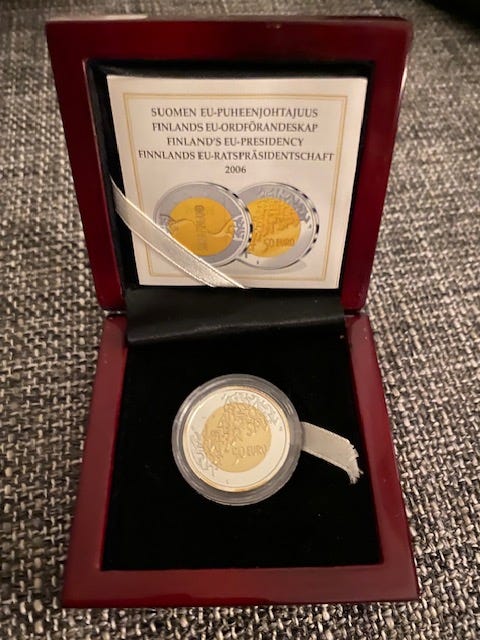 SUOMEN EU-PUHEENJOHTAJUUS
FINLANDS EU-ORDFÖRANDESKAP
FINLAND'S EU-PRESIDENCY
FINNLANDS EU-RATSPRÄSIDENTSCHAFT
2006
50 EURO
50 EURO